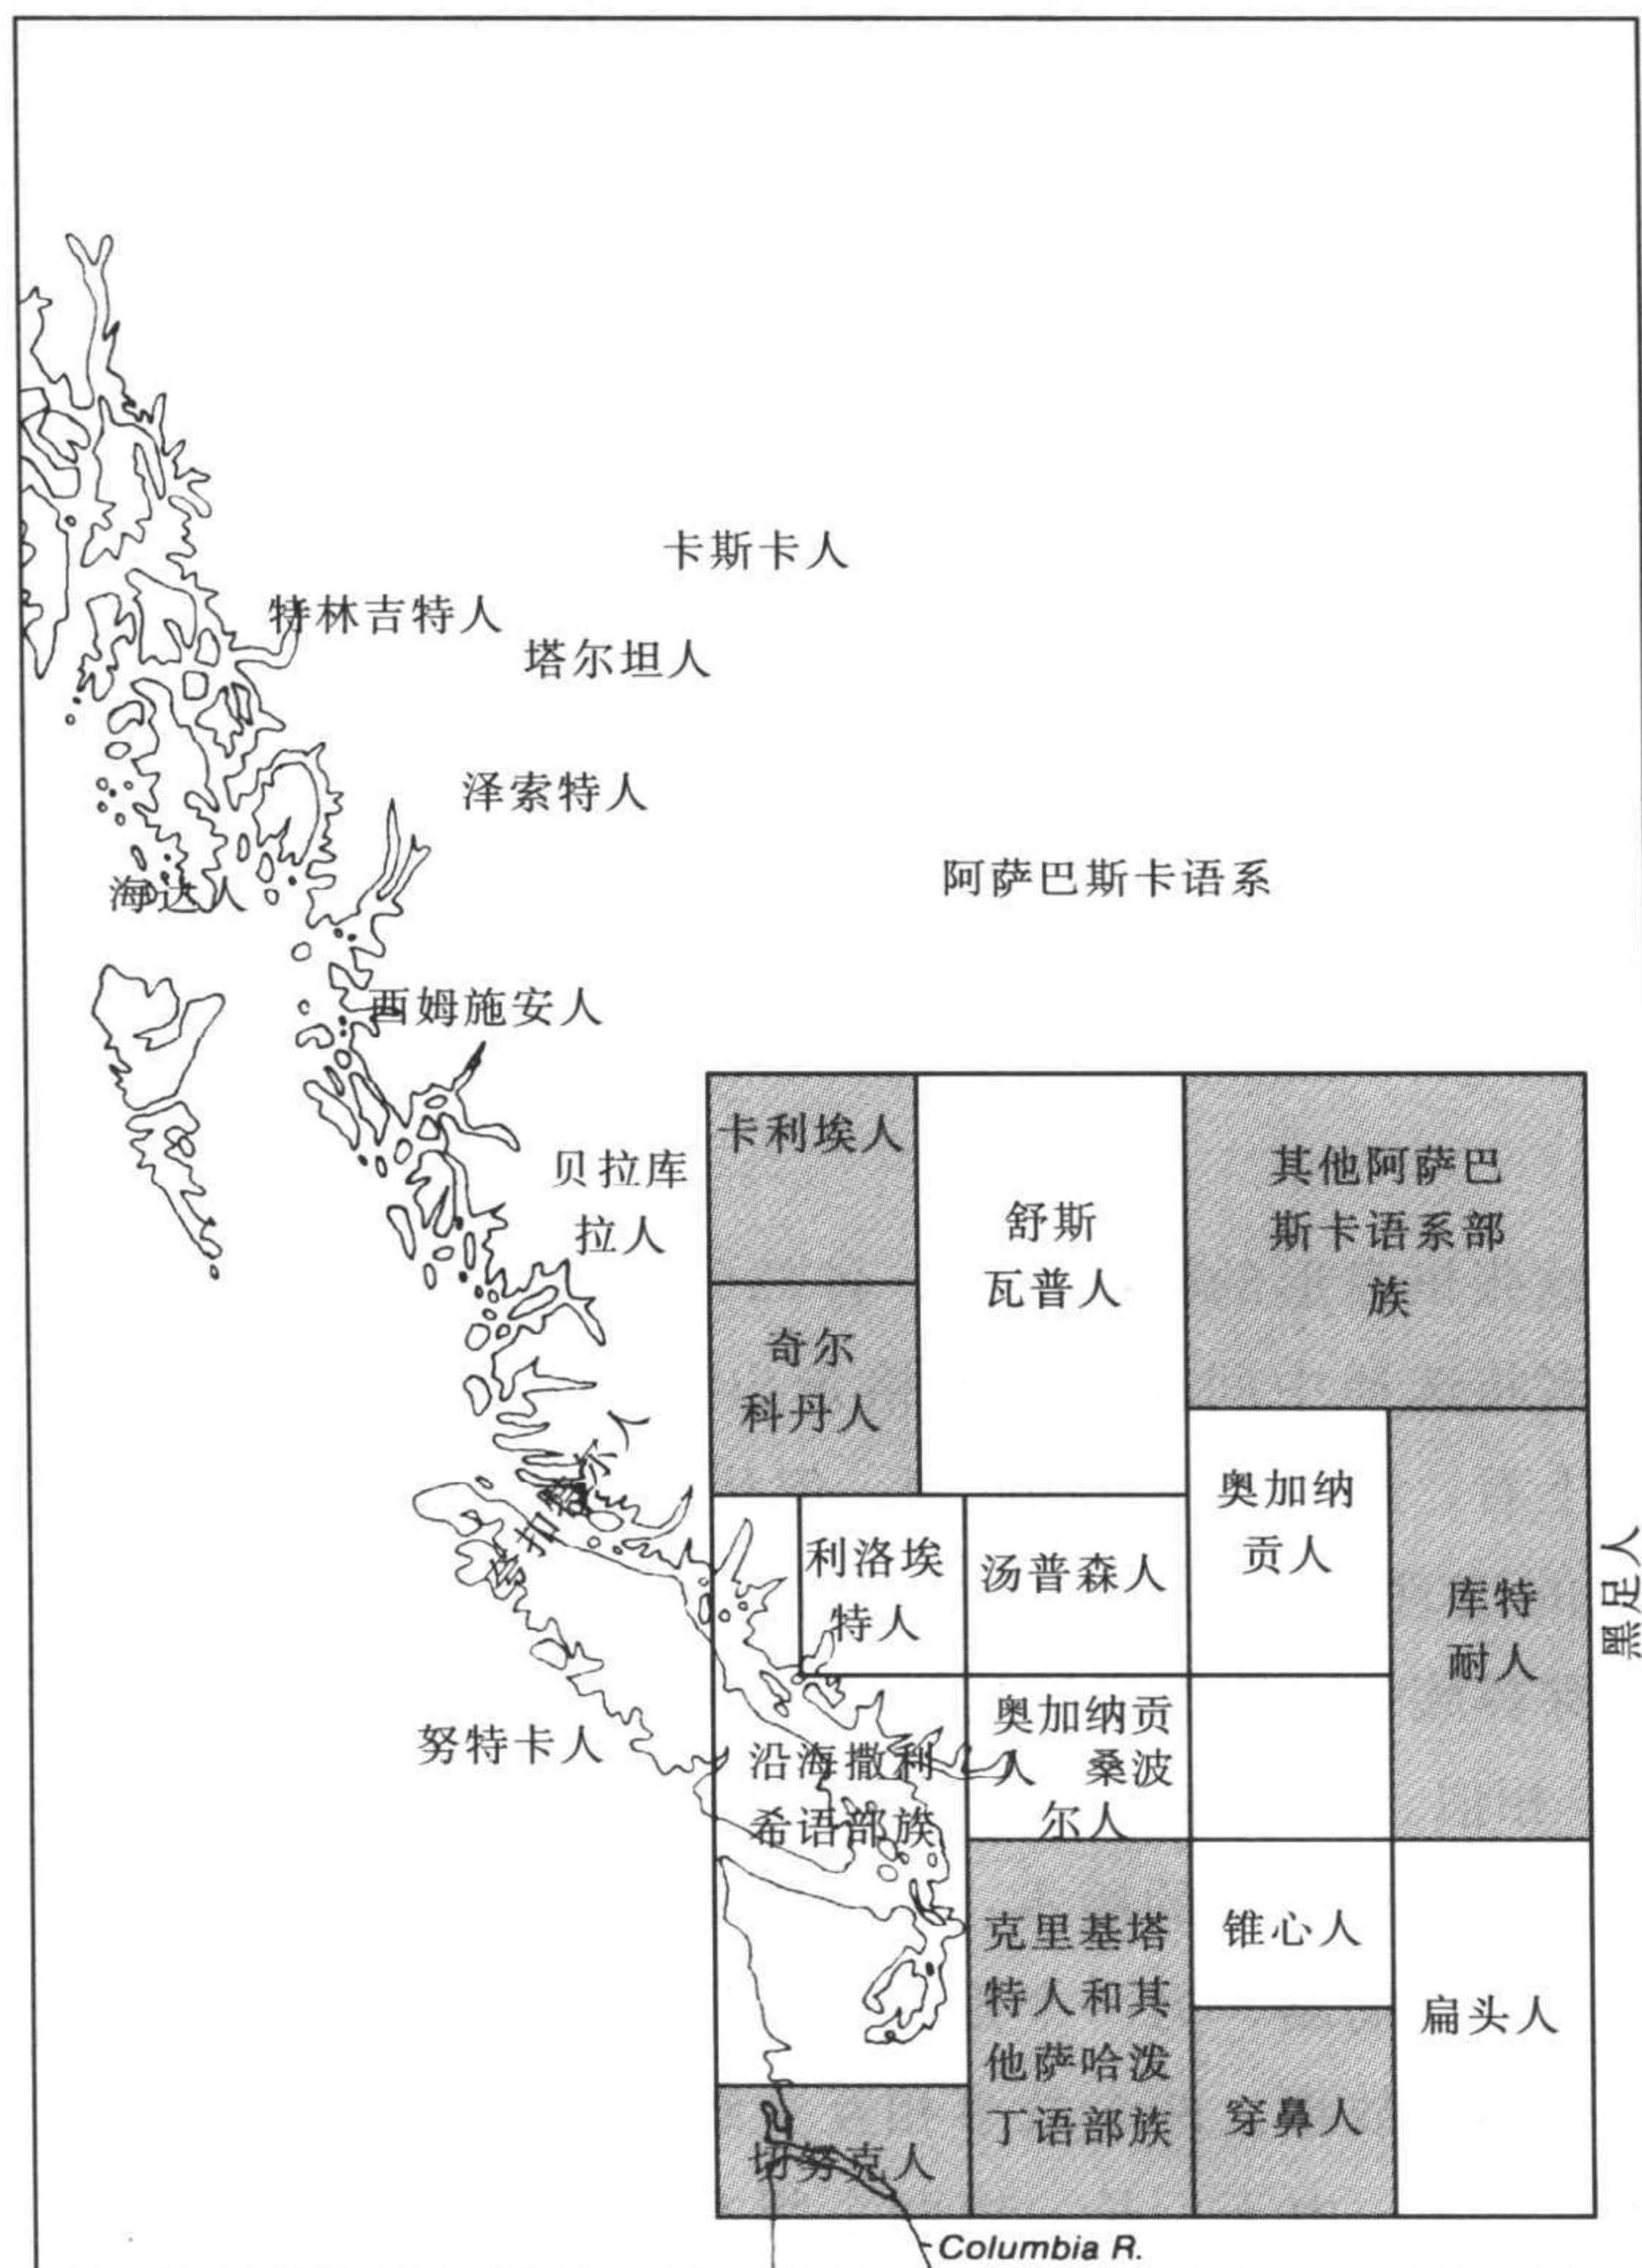 卡斯卡人
特林吉特人
塔尔坦人
泽索特人
阿萨巴斯卡语系
海达人
西姆施安人
贝拉库
拉人
卡利埃人
舒斯
瓦普人
其他阿萨巴
斯卡语系部
族
奇尔
科丹人
奥加纳
贡人
利洛埃
特人
汤普森人
库特
耐人
黑足人
努特卡人
沿海撒利
希语部族
奥加纳贡
人 桑波
尔人
克里基塔
特人和其
他萨哈泼
丁语部族
锥心人
扁头人
穿鼻人
切努克人
Columbia R.